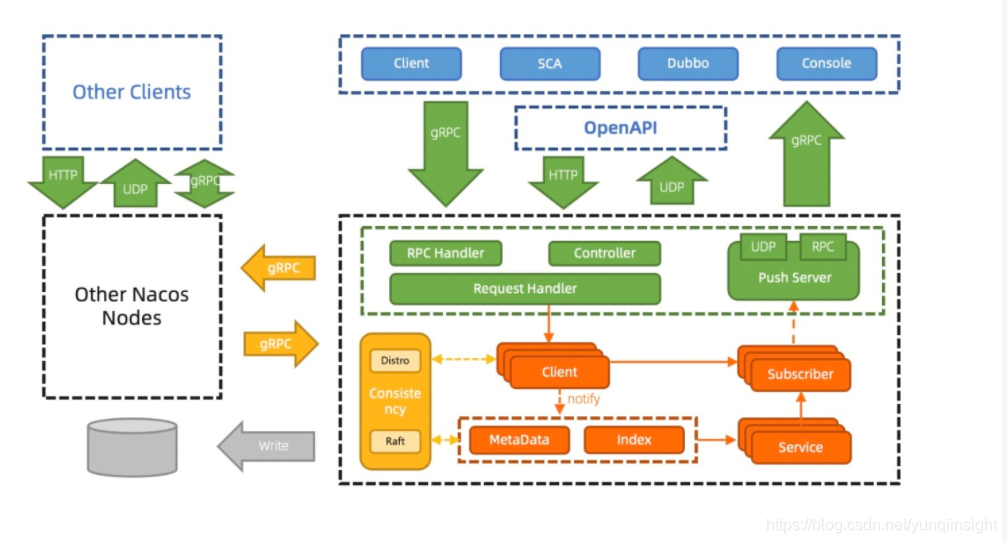 Other Clients
Client
SCA
Dubbo
Console
gRPC
OpenAPI
gRPC
HTTP
UDP
gRPC
HTTP
UDP
Other Nacos
Nodes
gRPC
gRPC
RPC Handler
Controller
Request Handler
UDP
RPC
Push Server
Distro
Consiste
ncy
Raft
Client
notify
Subscriber
MetaData
Index
Service
Write
https://blog.csdn.net/yunqiinsight